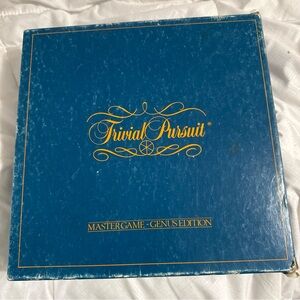 Trivial Pursuit®
MASTER GAME - GENUS EDITION